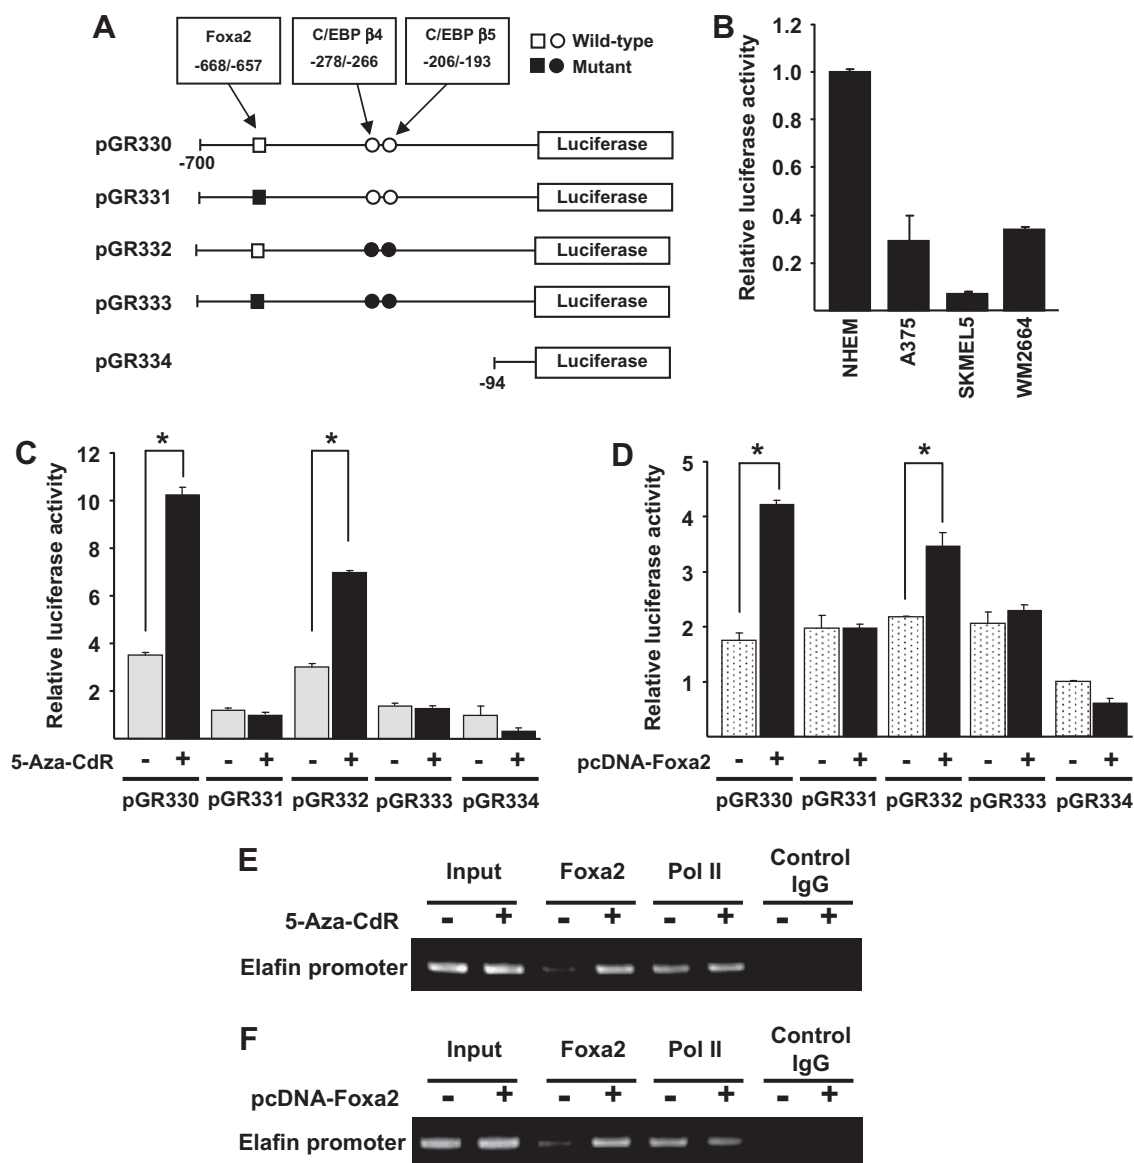 A
Foxa2
-668/-657
C/EBP β4
-278/-266
C/EBP β5
-206/-193
Wild-type
Mutant
pGR330
-700
Luciferase
pGR331
Luciferase
pGR332
Luciferase
pGR333
Luciferase
pGR334
-94
Luciferase
B
Relative luciferase activity
1.2
1.0
0.8
0.6
0.4
0.2
NHEM
A375
SKMEL5
WM2664
C
Relative luciferase activity
12
10
8
6
4
2
* *
5-Aza-CdR - + - + - + - + - +
pGR330 pGR331 pGR332 pGR333 pGR334
D
Relative luciferase activity
5
4
3
2
1
* *
pcDNA-Foxa2 - + - + - + - + - +
pGR330 pGR331 pGR332 pGR333 pGR334
E
Input Foxa2 Pol II Control IgG
5-Aza-CdR - + - + - + - +
Elafin promoter
F
Input Foxa2 Pol II Control IgG
pcDNA-Foxa2 - + - + - + - +
Elafin promoter